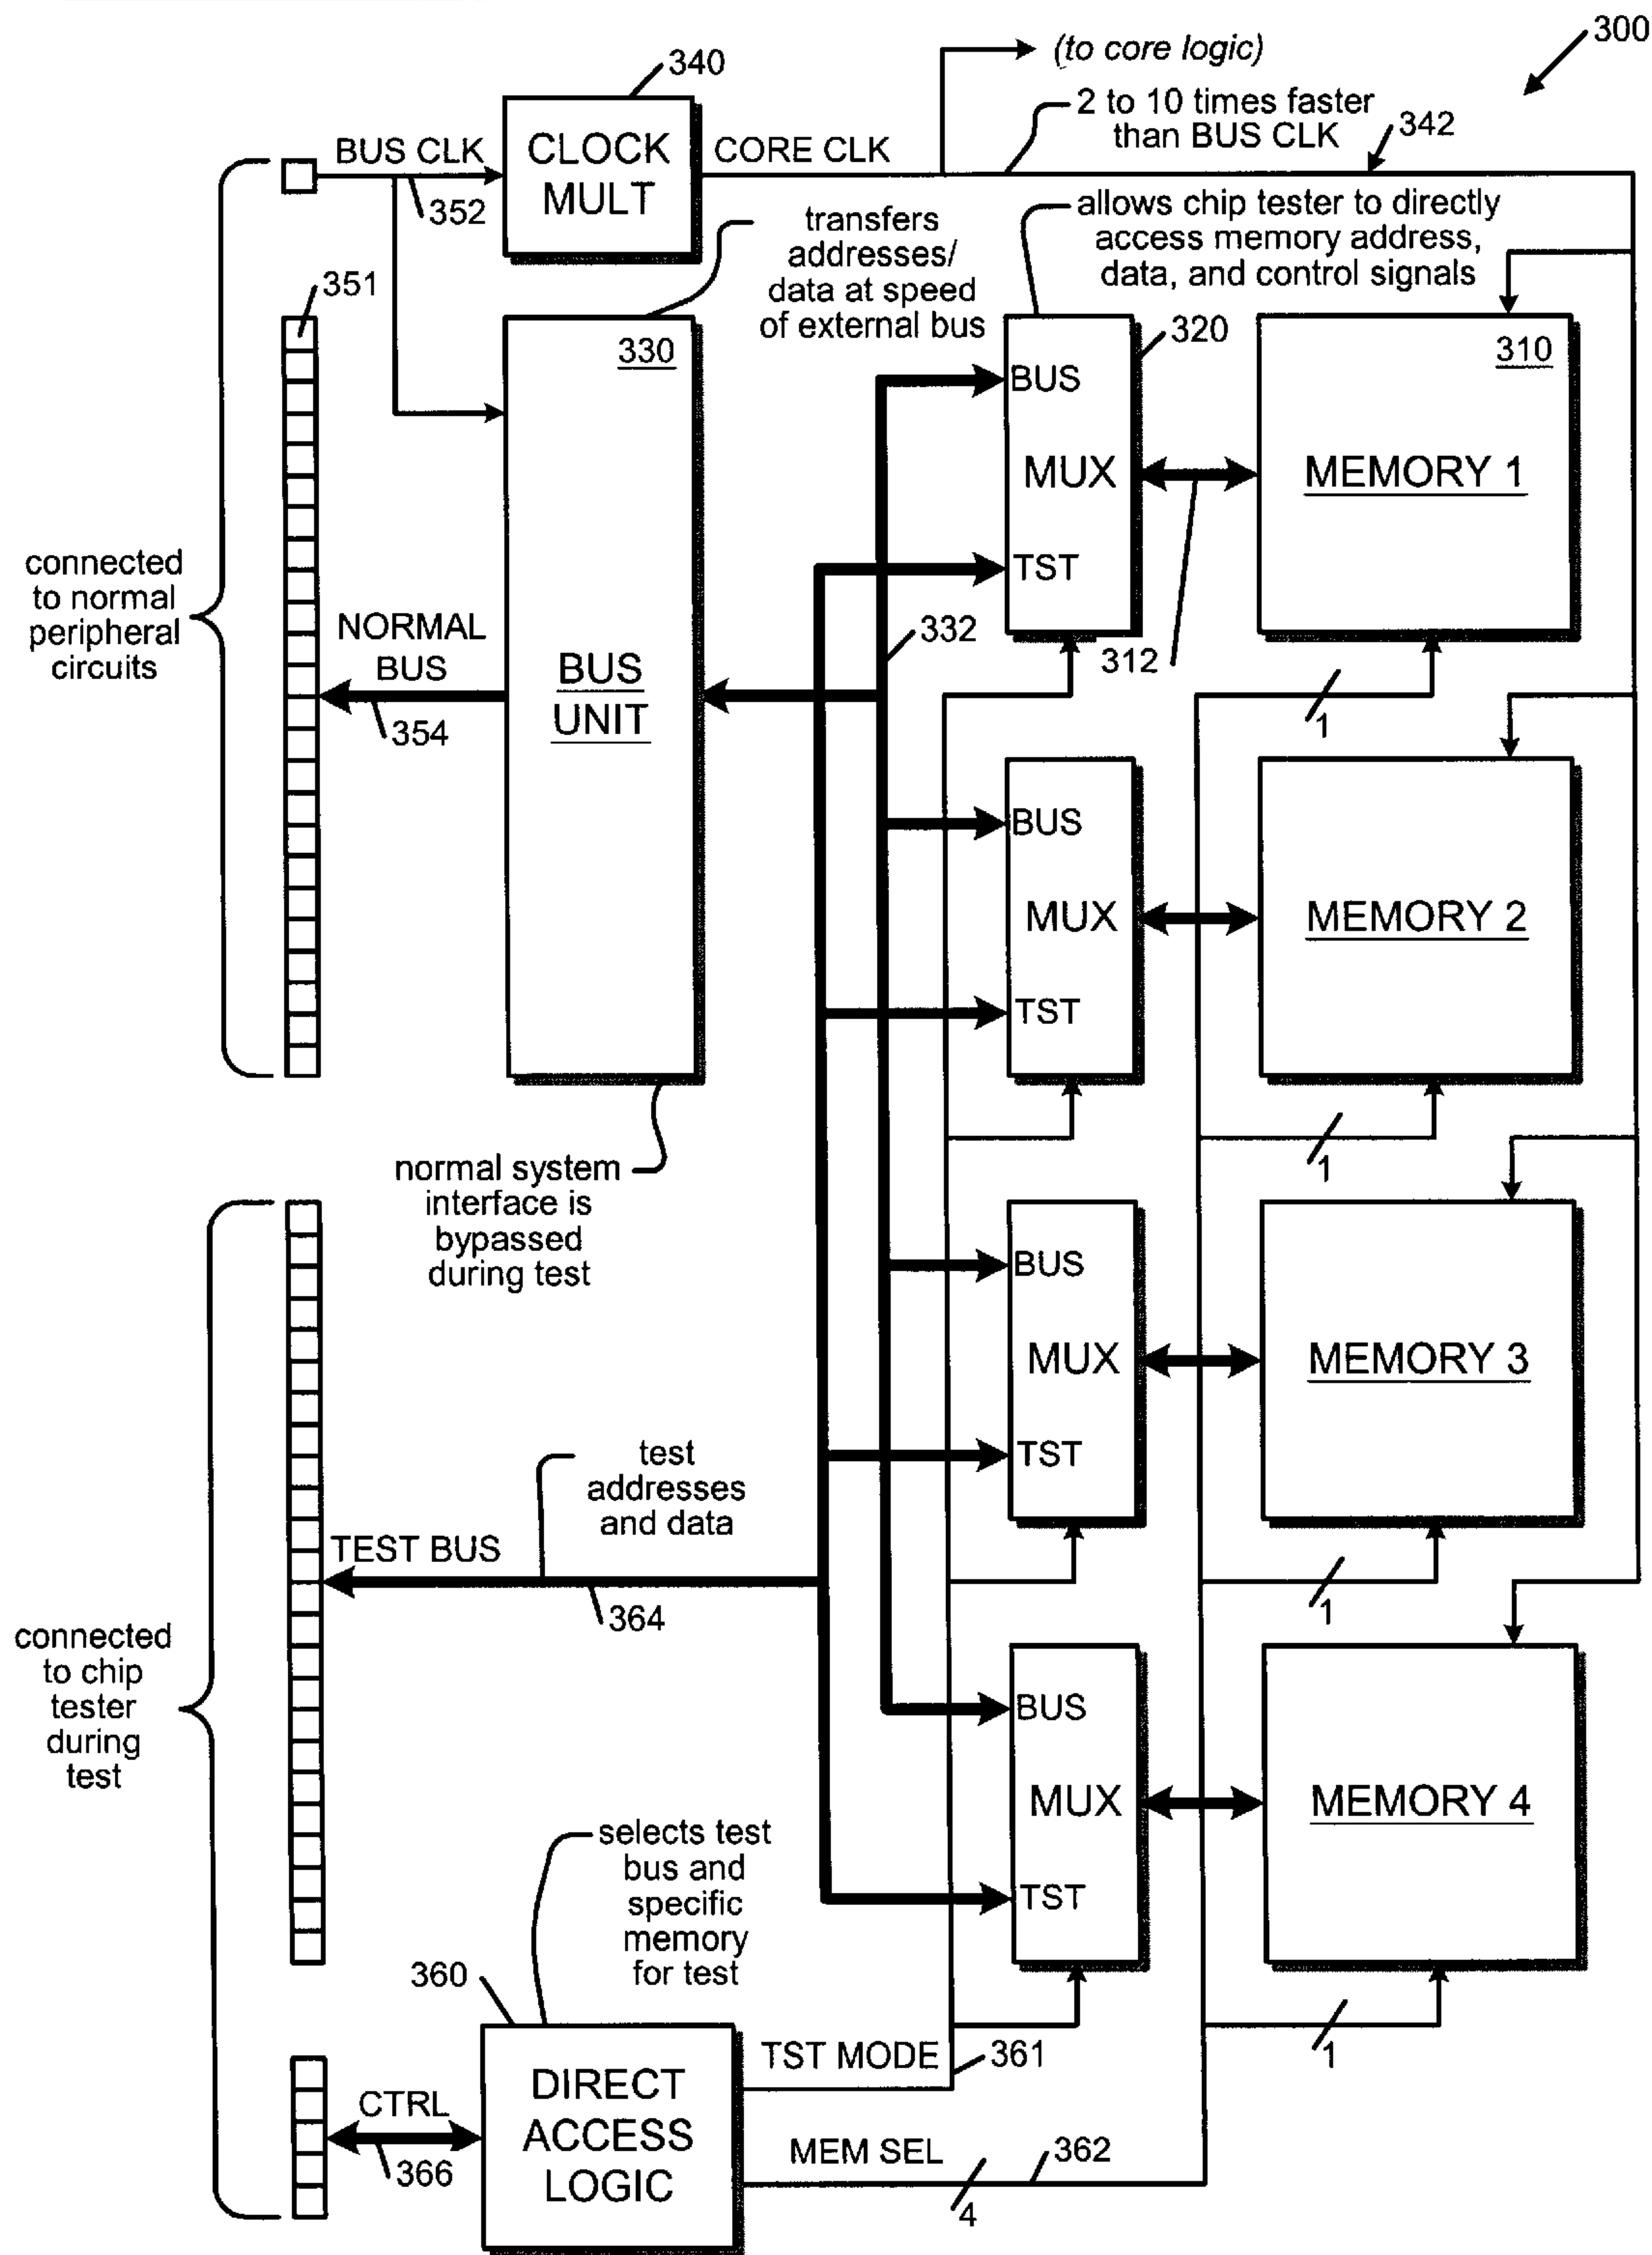 300
(to core logic)
340
2 to 10 times faster
than BUS CLK
342
BUS CLK
352
CLOCK
MULT
CORE CLK
transfers
addresses/
data at speed
of external bus
allows chip tester to directly
access memory address,
data, and control signals
351
330
320
310
BUS
MUX
TST
MEMORY 1
312
332
1
connected
to normal
peripheral
circuits
NORMAL
BUS
354
BUS
UNIT
BUS
MUX
TST
MEMORY 2
1
normal system
interface is
bypassed
during test
BUS
MUX
TST
MEMORY 3
1
test
addresses
and data
TEST BUS
364
connected
to chip
tester
during
test
BUS
MUX
TST
MEMORY 4
1
selects test
bus and
specific
memory
for test
360
DIRECT
ACCESS
LOGIC
TST MODE
361
CTRL
366
MEM SEL
362
4